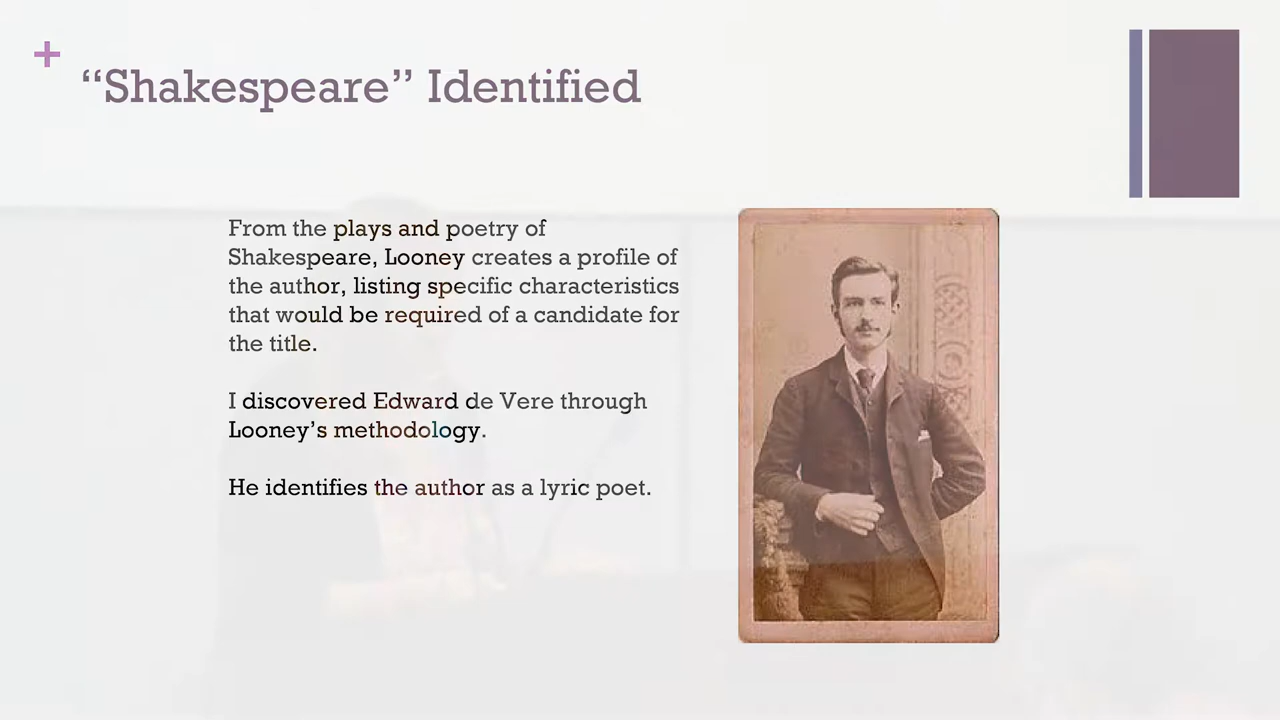 “Shakespeare” Identified
From the plays and poetry of
Shakespeare, Looney creates a profile of
the author, listing specific characteristics
that would be required of a candidate for
the title.
I discovered Edward de Vere through
Looney’s methodology.
He identifies the author as a lyric poet.